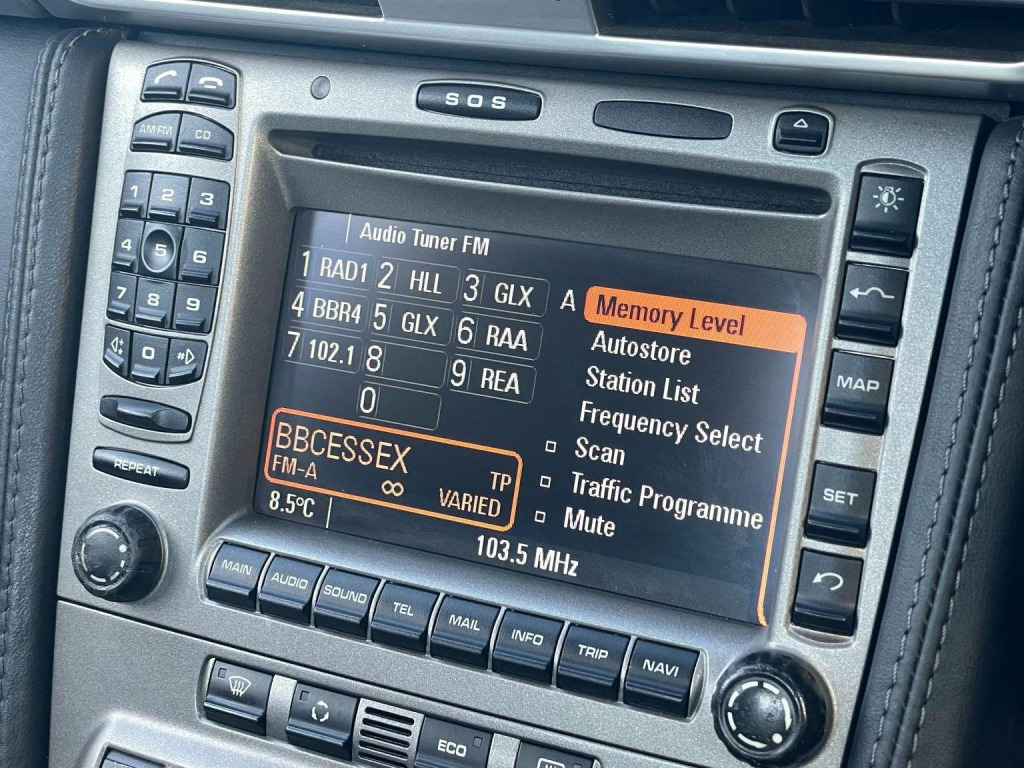 SOS
AM FM CD
1 2 3
4 5 6
7 8 9
0 #
REPEAT
Audio Tuner FM
1 RAD1 2 HLL 3 GLX
4 BBR4 5 GLX 6 RAA
7 102.1 8 9 REA
0
A Memory Level
Autostore
Station List
Frequency Select
Scan
Traffic Programme
Mute
BBCESSEX
FM-A ∞ TP
VARIED
8.5°C
103.5 MHz
MAP
SET
MAIN AUDIO SOUND TEL MAIL INFO TRIP NAVI
ECO